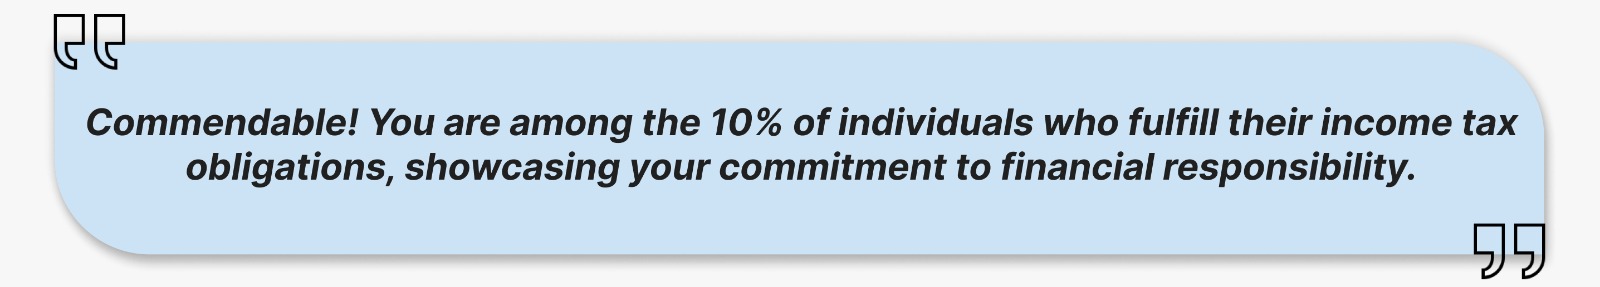 Commendable! You are among the 10% of individuals who fulfill their income tax
obligations, showcasing your commitment to financial responsibility.